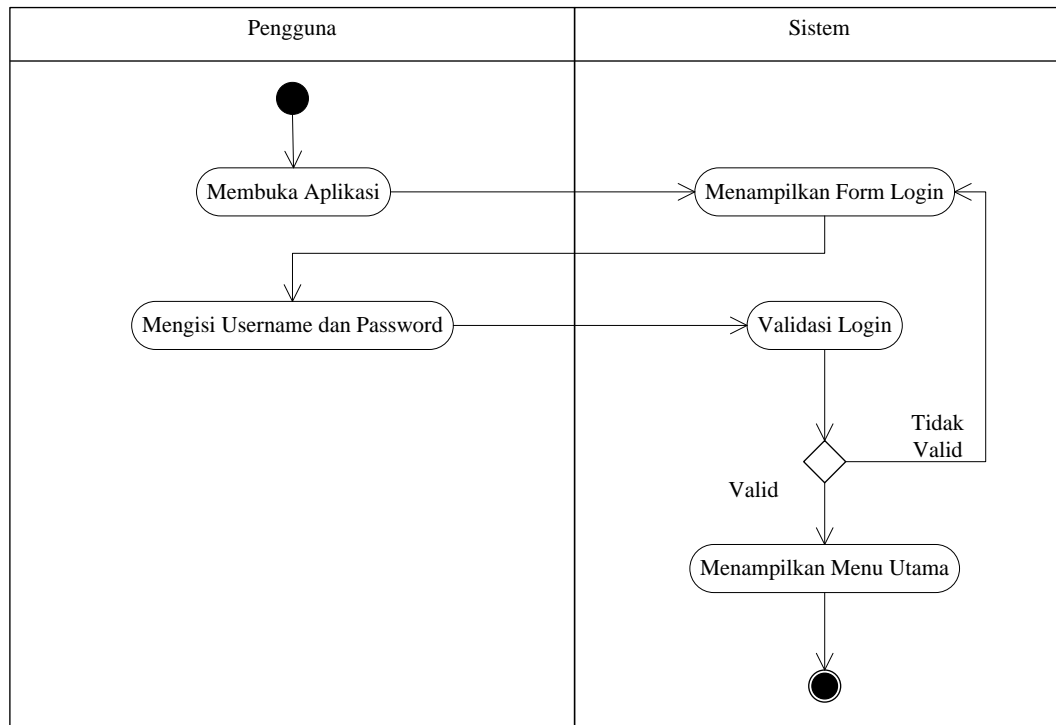 Pengguna
Sistem
Membuka Aplikasi
Menampilkan Form Login
Mengisi Username dan Password
Validasi Login
Tidak
Valid
Valid
Menampilkan Menu Utama